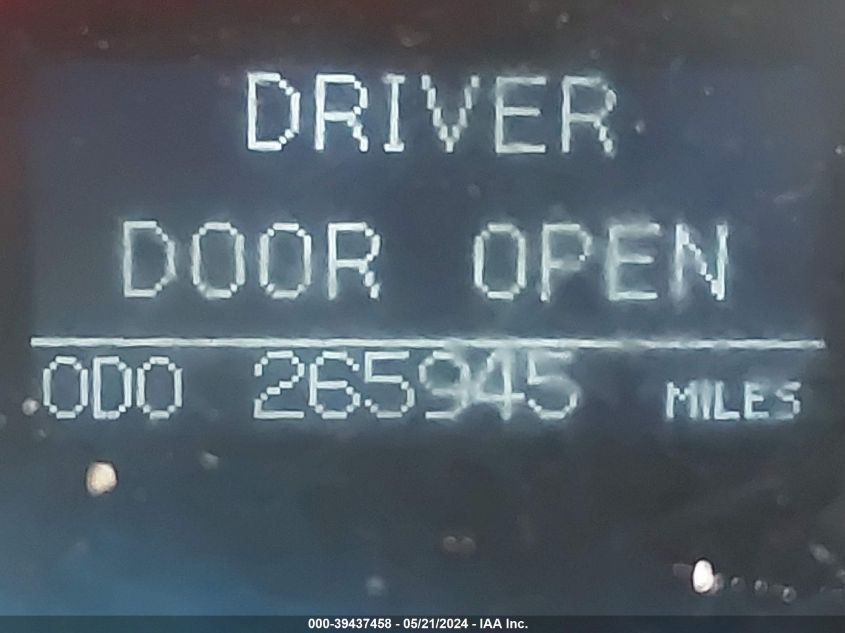 DRIVER
DOOR OPEN
ODO 265945 MILES
000-39437458 - 05/21/2024 - IAA Inc.